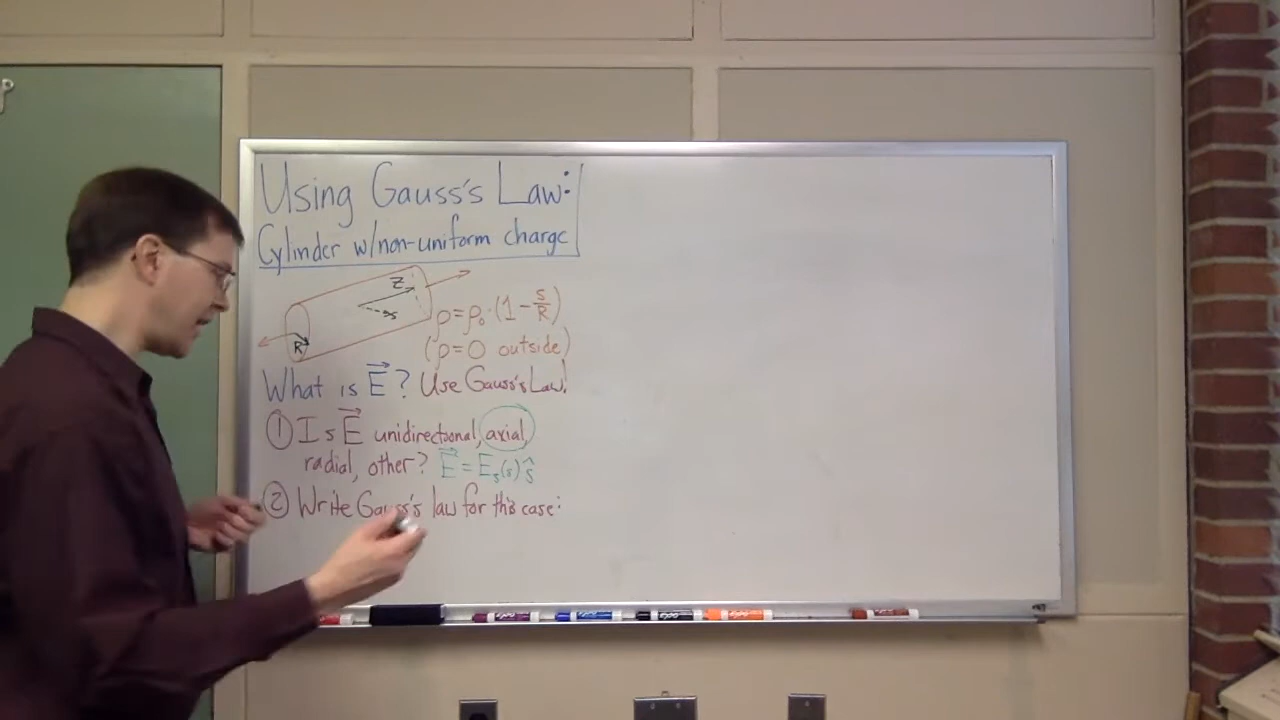 Using Gauss's Law:
Cylinder w/non-uniform charge
z
s
R
ρ=ρ₀·(1-s/R)
(ρ=0 outside)
What is E⃗? Use Gauss's Law!
① Is E⃗ unidirectional, axial,
radial, other? E⃗=Eₛ(s)ŝ
② Write Gauss's law for this case: